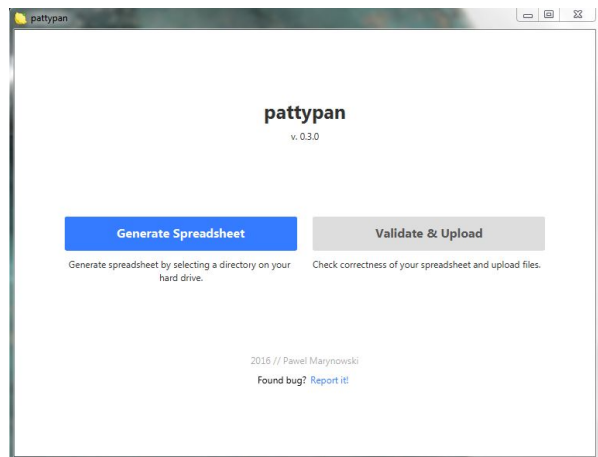 pattypan
pattypan
v. 0.3.0
Generate Spreadsheet
Validate & Upload
Generate spreadsheet by selecting a directory on your
hard drive.
Check correctness of your spreadsheet and upload files.
2016 // Pawel Marynowski
Found bug? Report it!